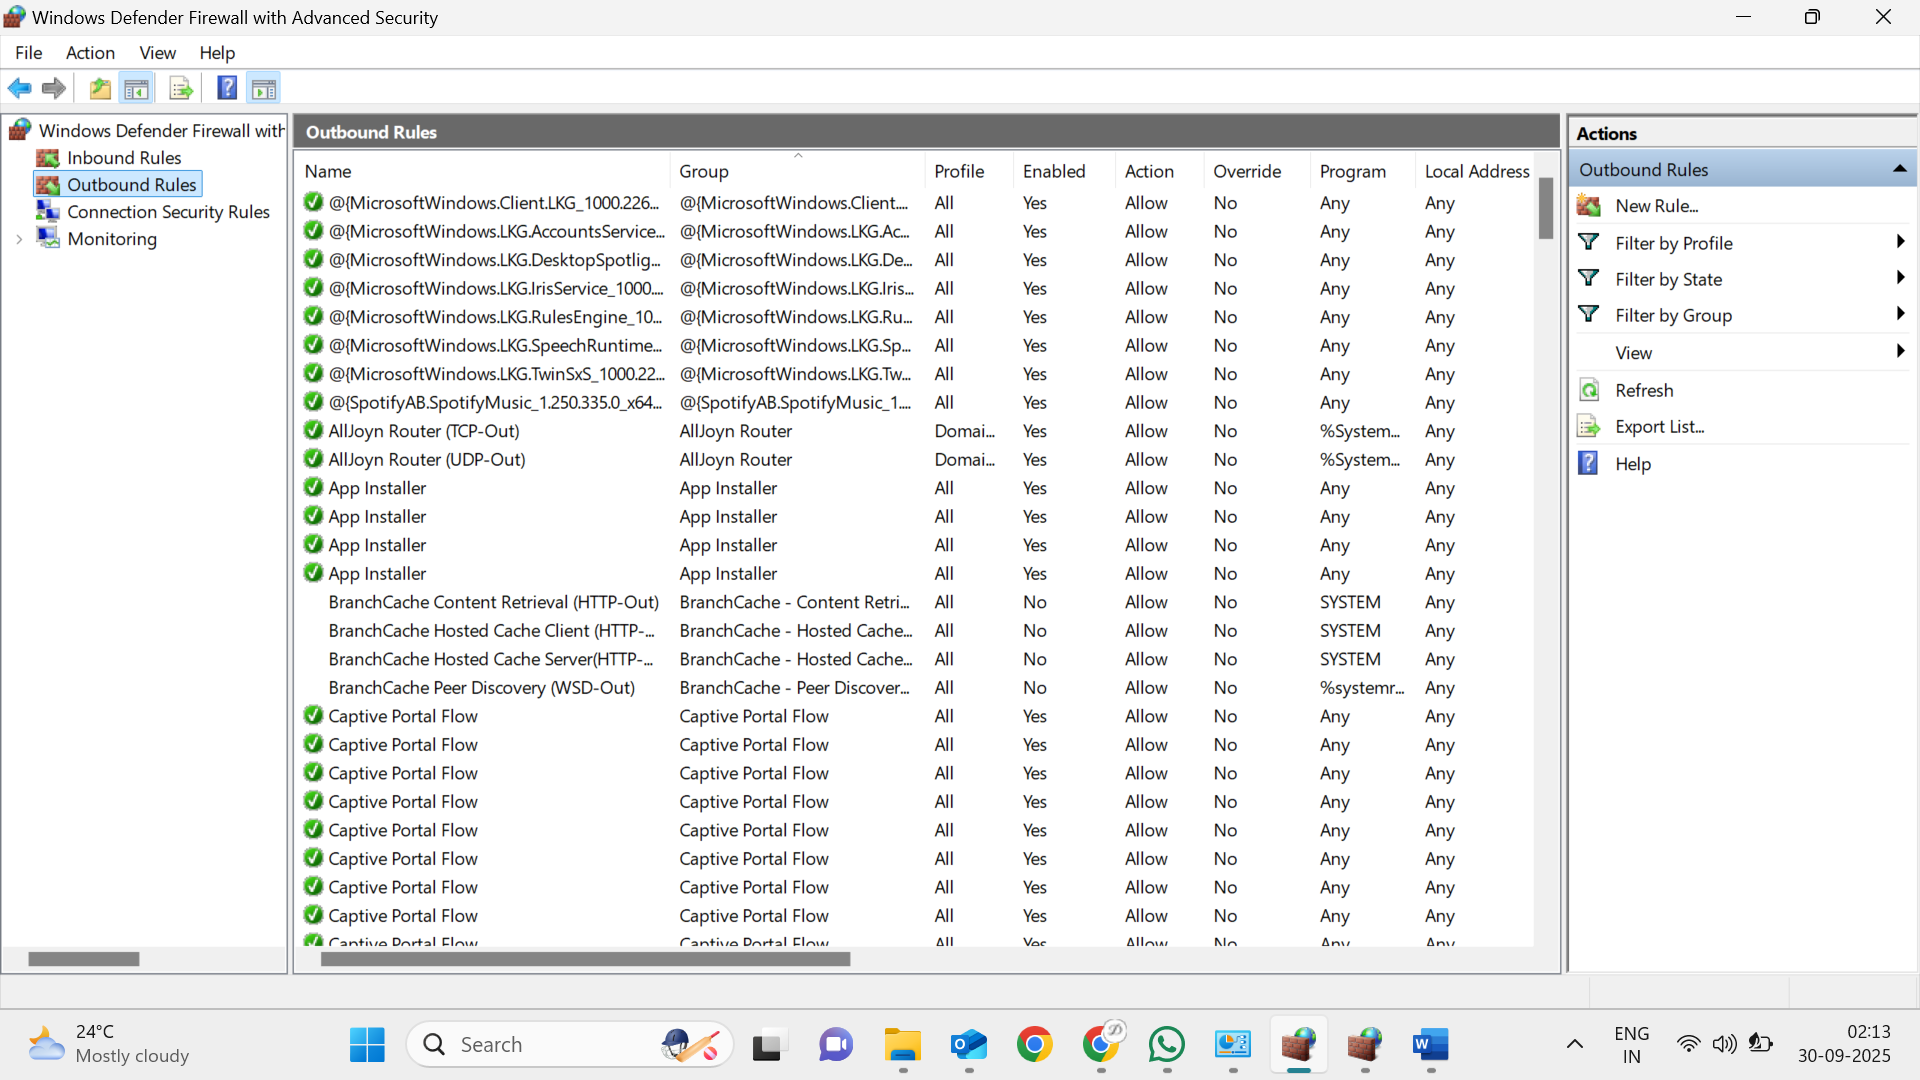 Windows Defender Firewall with Advanced Security
File Action View Help
Windows Defender Firewall with
Inbound Rules
Outbound Rules
Connection Security Rules
Monitoring
Outbound Rules
Name Group Profile Enabled Action Override Program Local Address
@{MicrosoftWindows.Client.LKG_1000.226... @{MicrosoftWindows.Client.... All Yes Allow No Any Any
@{MicrosoftWindows.LKG.AccountsService... @{MicrosoftWindows.LKG.Ac... All Yes Allow No Any Any
@{MicrosoftWindows.LKG.DesktopSpotlig... @{MicrosoftWindows.LKG.De... All Yes Allow No Any Any
@{MicrosoftWindows.LKG.IrisService_1000.... @{MicrosoftWindows.LKG.Iris... All Yes Allow No Any Any
@{MicrosoftWindows.LKG.RulesEngine_10... @{MicrosoftWindows.LKG.Ru... All Yes Allow No Any Any
@{MicrosoftWindows.LKG.SpeechRuntime... @{MicrosoftWindows.LKG.Sp... All Yes Allow No Any Any
@{MicrosoftWindows.LKG.TwinSxS_1000.22... @{MicrosoftWindows.LKG.Tw... All Yes Allow No Any Any
@{SpotifyAB.SpotifyMusic_1.250.335.0_x64... @{SpotifyAB.SpotifyMusic_1.... All Yes Allow No Any Any
AllJoyn Router (TCP-Out) AllJoyn Router Domai... Yes Allow No %System... Any
AllJoyn Router (UDP-Out) AllJoyn Router Domai... Yes Allow No %System... Any
App Installer App Installer All Yes Allow No Any Any
App Installer App Installer All Yes Allow No Any Any
App Installer App Installer All Yes Allow No Any Any
App Installer App Installer All Yes Allow No Any Any
BranchCache Content Retrieval (HTTP-Out) BranchCache - Content Retri... All No Allow No SYSTEM Any
BranchCache Hosted Cache Client (HTTP-... BranchCache - Hosted Cache... All No Allow No SYSTEM Any
BranchCache Hosted Cache Server(HTTP-... BranchCache - Hosted Cache... All No Allow No SYSTEM Any
BranchCache Peer Discovery (WSD-Out) BranchCache - Peer Discover... All No Allow No %systemr... Any
Captive Portal Flow Captive Portal Flow All Yes Allow No Any Any
Captive Portal Flow Captive Portal Flow All Yes Allow No Any Any
Captive Portal Flow Captive Portal Flow All Yes Allow No Any Any
Captive Portal Flow Captive Portal Flow All Yes Allow No Any Any
Captive Portal Flow Captive Portal Flow All Yes Allow No Any Any
Captive Portal Flow Captive Portal Flow All Yes Allow No Any Any
Captive Portal Flow Captive Portal Flow All Yes Allow No Any Any
Captive Portal Flow Captive Portal Flow All Yes Allow No Any Any
Captive Portal Flow Captive Portal Flow All Yes Allow No Any Any
Actions
Outbound Rules
New Rule...
Filter by Profile
Filter by State
Filter by Group
View
Refresh
Export List...
Help
24°C
Mostly cloudy
Search
ENG
IN
02:13
30-09-2025